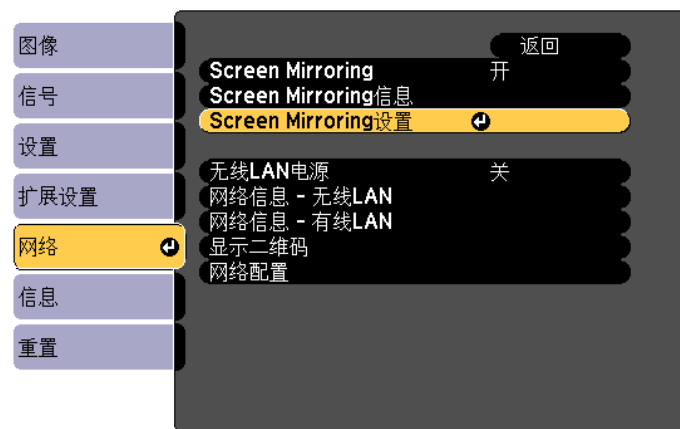 图像
信号
设置
扩展设置
网络
信息
重置
返回
Screen Mirroring 开
Screen Mirroring信息
Screen Mirroring设置
无线LAN电源 关
网络信息 - 无线LAN
网络信息 - 有线LAN
显示二维码
网络配置